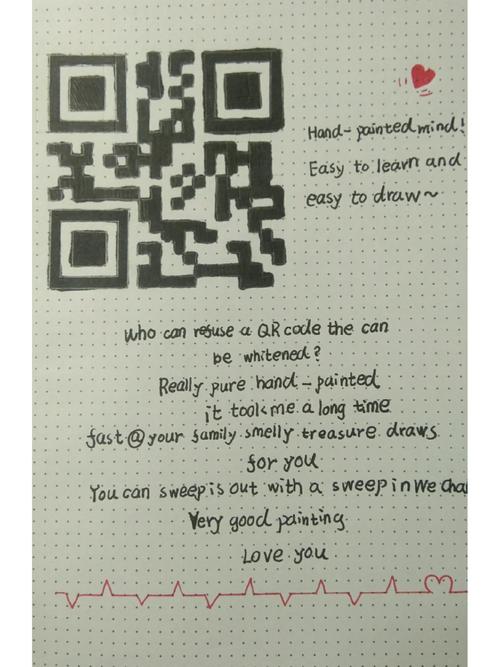 Hand-painted mind!
Easy to learn and
easy to draw~
Who can refuse a QR code the can
be whitened?
Really pure hand-painted
it took me a long time
fast @ your family smelly treasure draws
for you
You can sweep is out with a sweep in We Cha
Very good painting
Love you